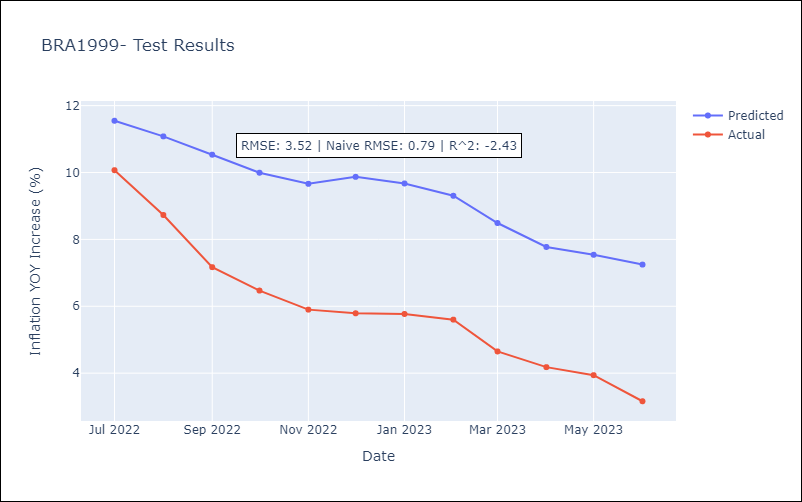 BRA1999- Test Results
12
10
8
6
4
Inflation YOY Increase (%)
RMSE: 3.52 | Naive RMSE: 0.79 | R^2: -2.43
Predicted
Actual
Jul 2022 Sep 2022 Nov 2022 Jan 2023 Mar 2023 May 2023
Date